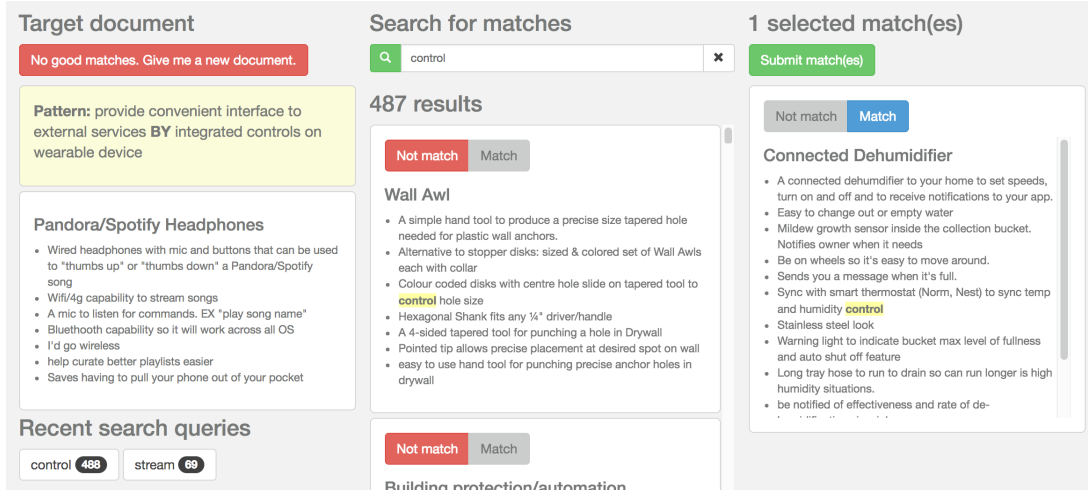 Target document
No good matches. Give me a new document.
Pattern: provide convenient interface to
external services BY integrated controls on
wearable device
Pandora/Spotify Headphones
Wired headphones with mic and buttons that can be used
to "thumbs up" or "thumbs down" a Pandora/Spotify
song
Wifi/4g capability to stream songs
A mic to listen for commands. EX "play song name"
Bluethooth capability so it will work across all OS
I'd go wireless
help curate better playlists easier
Saves having to pull your phone out of your pocket
Recent search queries
control 488
stream 69
Search for matches
control
487 results
Not match Match
Wall Awl
A simple hand tool to produce a precise size tapered hole
needed for plastic wall anchors.
Alternative to stopper disks: sized & colored set of Wall Awls
each with collar
Colour coded disks with centre hole slide on tapered tool to
control hole size
Hexagonal Shank fits any ¼" driver/handle
A 4-sided tapered tool for punching a hole in Drywall
Pointed tip allows precise placement at desired spot on wall
easy to use hand tool for punching precise anchor holes in
drywall
Not match Match
Building protection/automation
1 selected match(es)
Submit match(es)
Not match Match
Connected Dehumidifier
A connected dehumdifier to your home to set speeds,
turn on and off and to receive notifications to your app.
Easy to change out or empty water
Mildew growth sensor inside the collection bucket.
Notifies owner when it needs
Be on wheels so it's easy to move around.
Sends you a message when it's full.
Sync with smart thermostat (Norm, Nest) to sync temp
and humidity control
Stainless steel look
Warning light to indicate bucket max level of fullness
and auto shut off feature
Long tray hose to run to drain so can run longer is high
humidity situations.
be notified of effectiveness and rate of de-